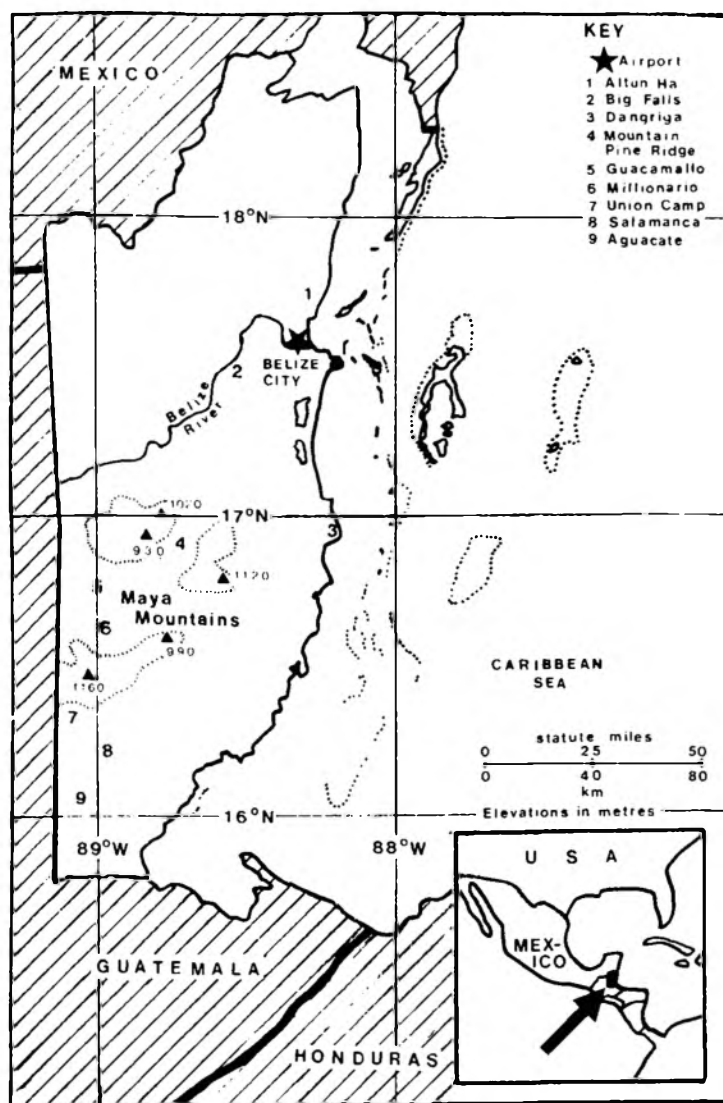 KEY
Airport
1 Altun Ha
2 Big Falls
3 Dangriga
4 Mountain
Pine Ridge
5 Guacamallo
6 Millionario
7 Union Camp
8 Salamanca
9 Aguacate
MEXICO
18°N
1
BELIZE
CITY
2
Belize
River
1020
17°N
930
4
3
1120
5
Maya
Mountains
6
990
1160
7
CARIBBEAN
SEA
8
statute miles
0 25 50
0 40 80
km
9
16°N
Elevations in metres
89°W
88°W
U S A
MEX-
ICO
GUATEMALA
HONDURAS